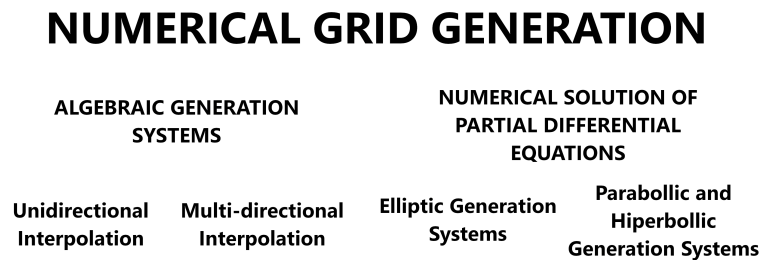 NUMERICAL GRID GENERATION
ALGEBRAIC GENERATION
SYSTEMS
NUMERICAL SOLUTION OF
PARTIAL DIFFERENTIAL
EQUATIONS
Unidirectional
Interpolation
Multi-directional
Interpolation
Elliptic Generation
Systems
Parabollic and
Hiperbollic
Generation Systems